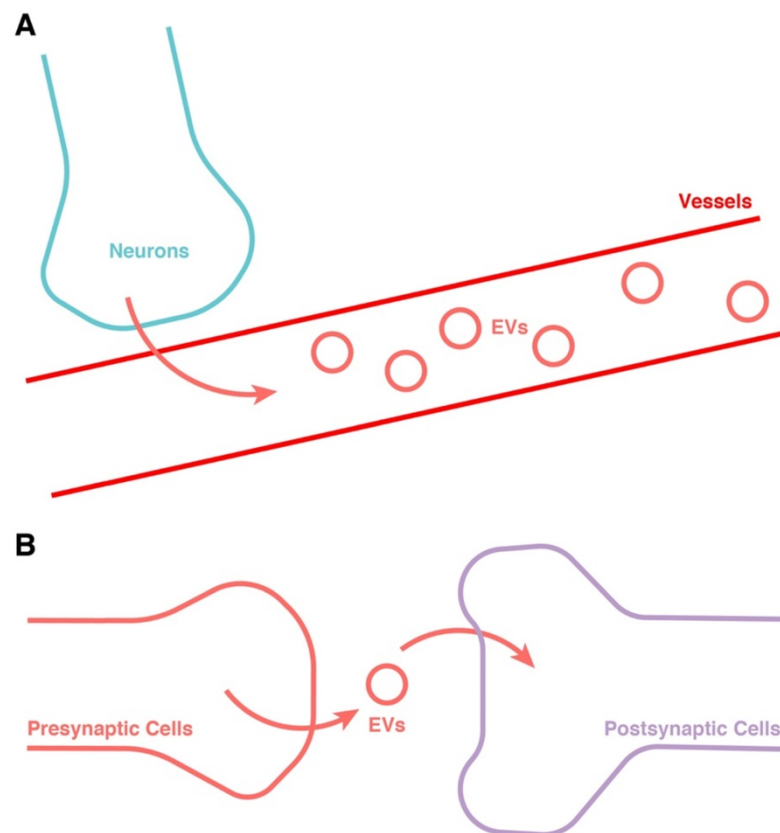 A
Vessels
Neurons
EVs
B
Presynaptic Cells
EVs
Postsynaptic Cells